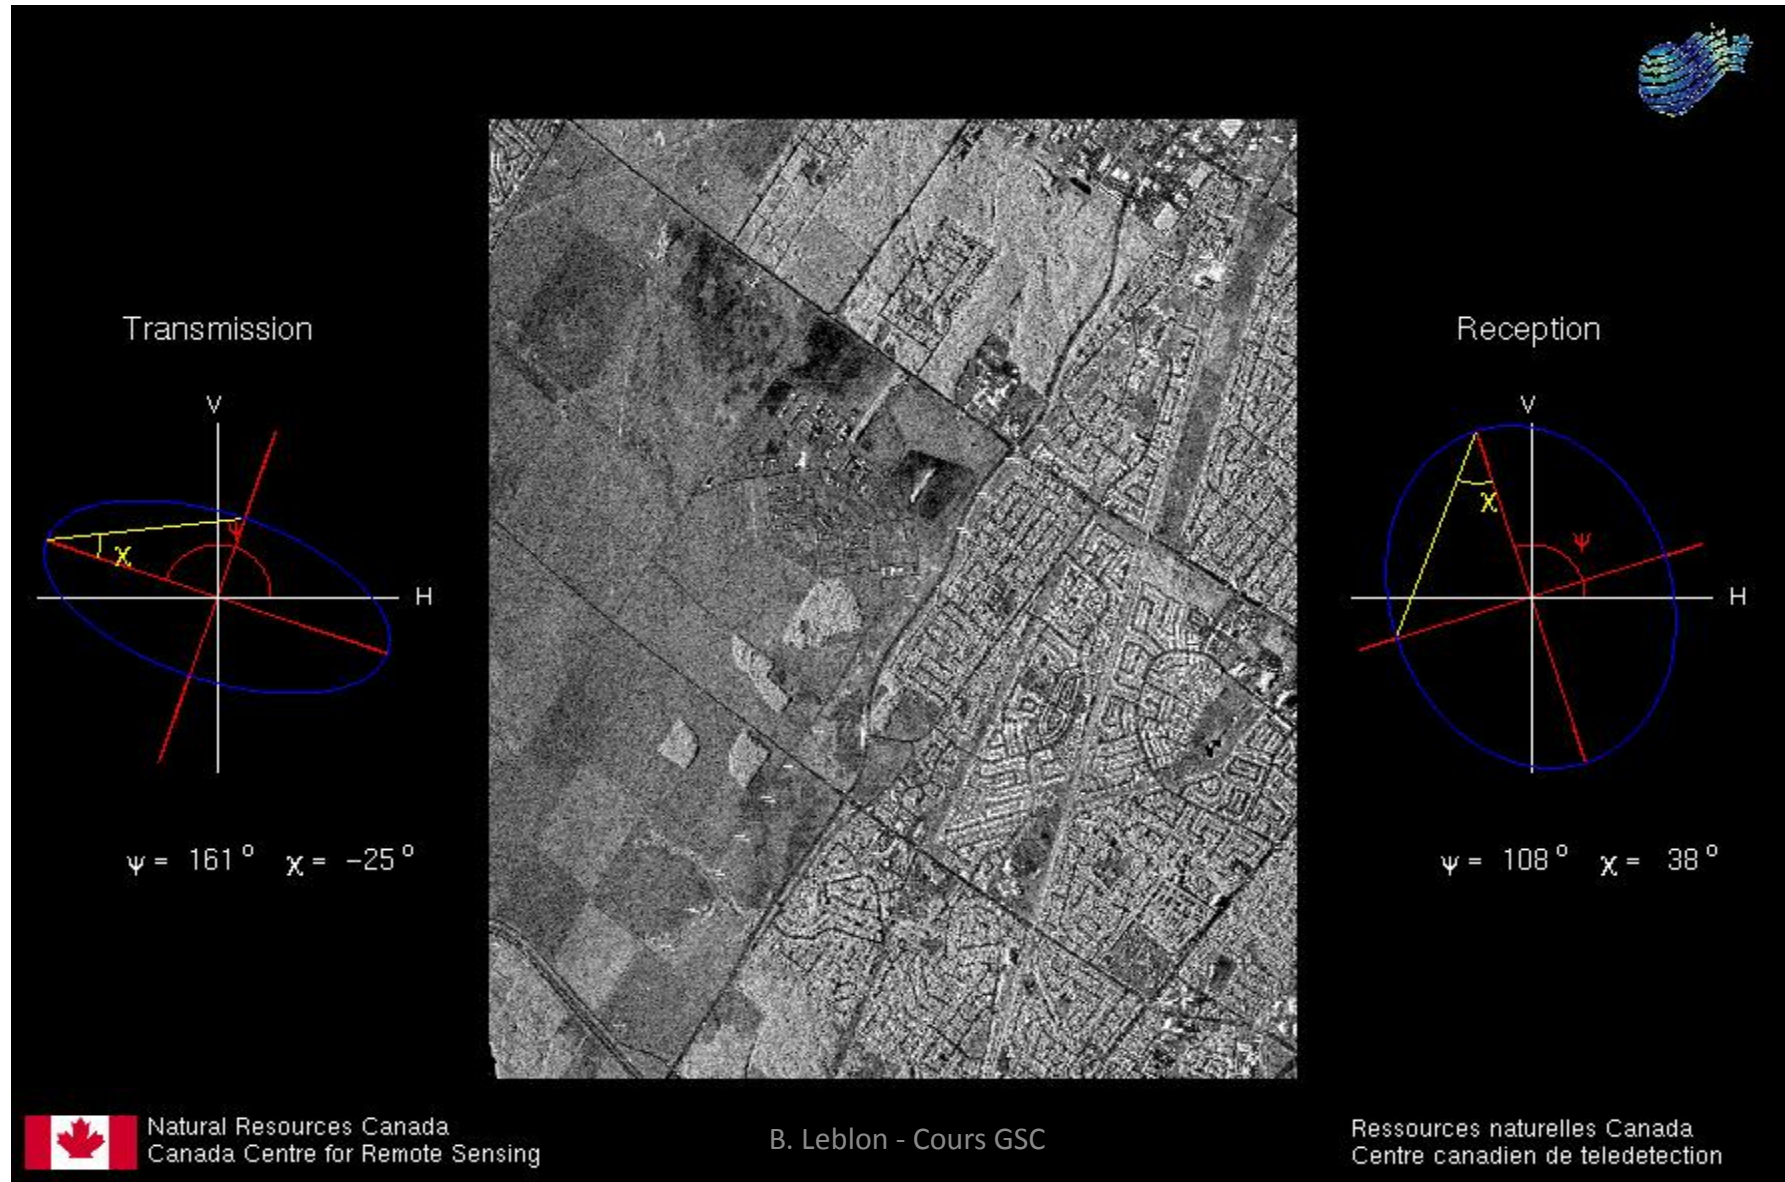 Transmission
V
ψ
χ
H
ψ = 161° χ = -25°
Reception
V
χ
ψ
H
ψ = 108° χ = 38°
Natural Resources Canada
Canada Centre for Remote Sensing
B. Leblon - Cours GSC
Ressources naturelles Canada
Centre canadien de teledetection